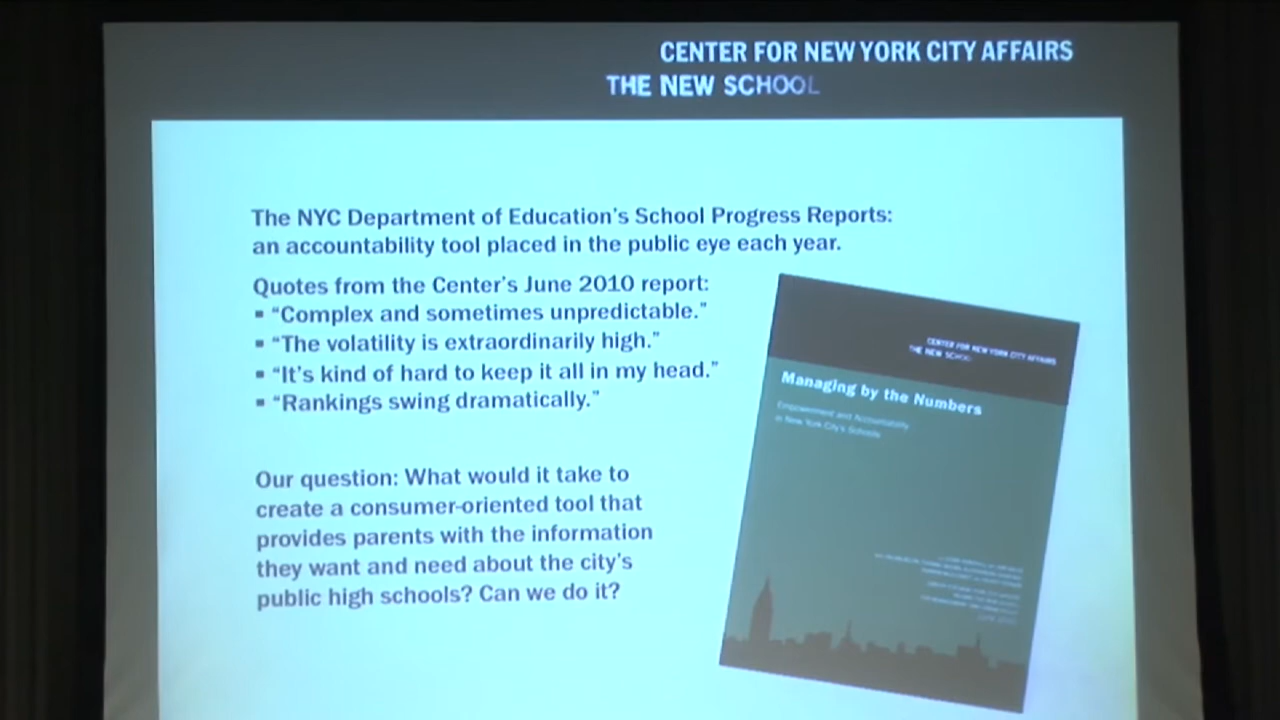 CENTER FOR NEW YORK CITY AFFAIRS
THE NEW SCHOOL
The NYC Department of Education's School Progress Reports:
an accountability tool placed in the public eye each year.
Quotes from the Center's June 2010 report:
▪ “Complex and sometimes unpredictable.”
▪ “The volatility is extraordinarily high.”
▪ “It's kind of hard to keep it all in my head.”
▪ “Rankings swing dramatically.”
Our question: What would it take to
create a consumer-oriented tool that
provides parents with the information
they want and need about the city's
public high schools? Can we do it?
CENTER FOR NEW YORK CITY AFFAIRS
THE NEW SCHOOL
Managing by the Numbers
Empowerment and Accountability
in New York City's Schools